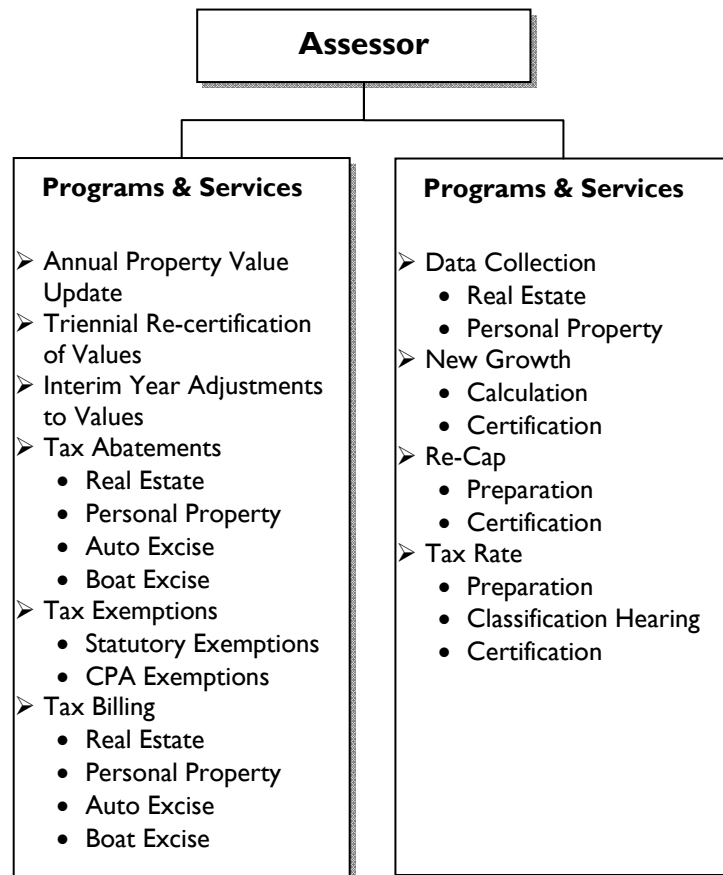 Assessor
Programs & Services
➢ Annual Property Value
Update
➢ Triennial Re-certification
of Values
➢ Interim Year Adjustments
to Values
➢ Tax Abatements
• Real Estate
• Personal Property
• Auto Excise
• Boat Excise
➢ Tax Exemptions
• Statutory Exemptions
• CPA Exemptions
➢ Tax Billing
• Real Estate
• Personal Property
• Auto Excise
• Boat Excise
Programs & Services
➢ Data Collection
• Real Estate
• Personal Property
➢ New Growth
• Calculation
• Certification
➢ Re-Cap
• Preparation
• Certification
➢ Tax Rate
• Preparation
• Classification Hearing
• Certification